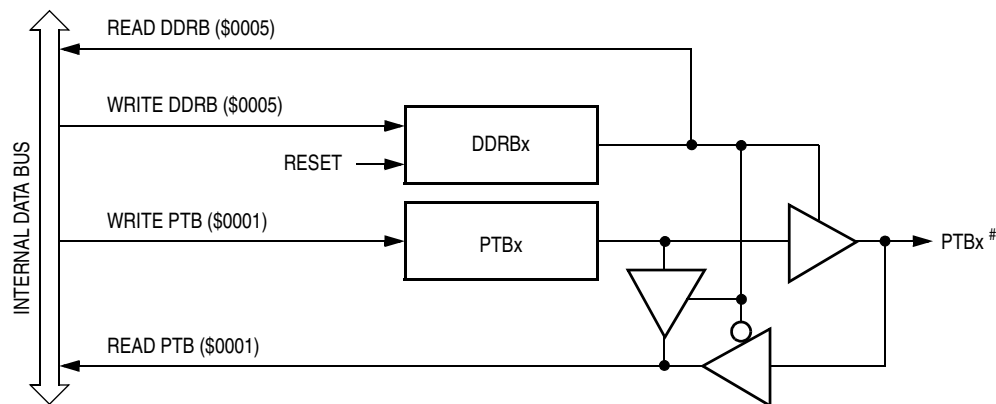 READ DDRB ($0005)
WRITE DDRB ($0005)
DDRBx
RESET
INTERNAL DATA BUS
WRITE PTB ($0001)
PTBx
PTBx #
READ PTB ($0001)